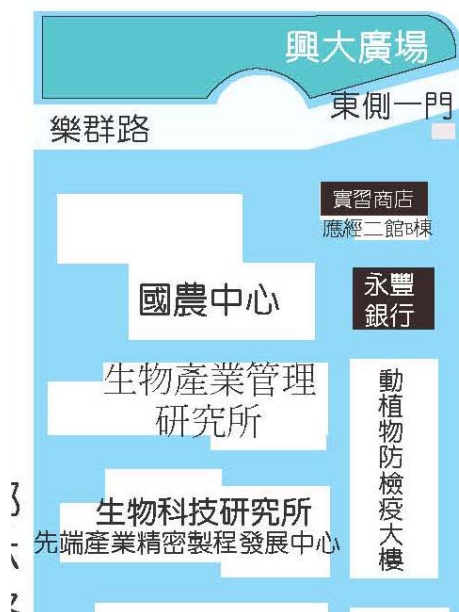 興大廣場
東側一門
樂群路
實習商店
應經二館B棟
國農中心
永豐
銀行
生物產業管理
研究所
動植物防檢疫大樓
生物科技研究所
先端產業精密製程發展中心